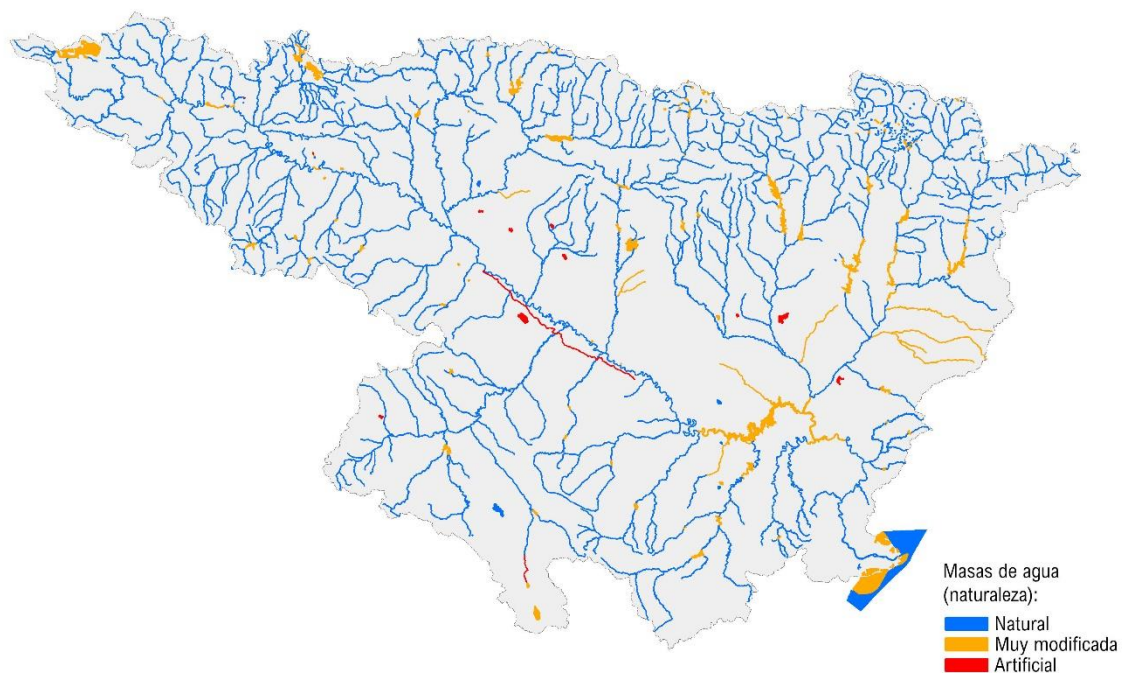 Masas de agua
(naturaleza):
Natural
Muy modificada
Artificial